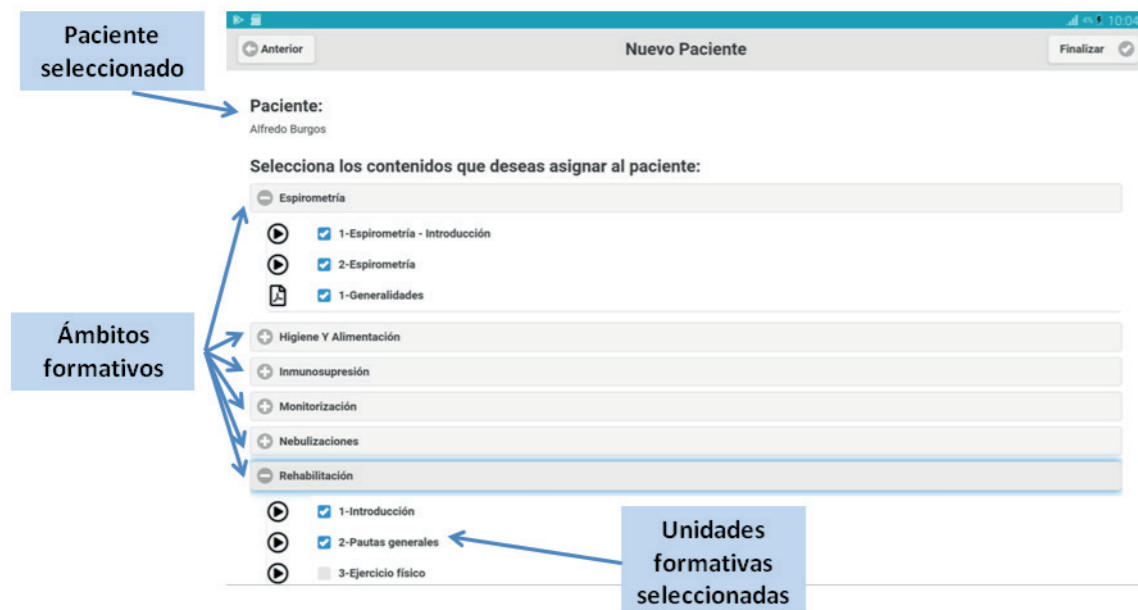 Paciente
seleccionado
10:04
Anterior
Nuevo Paciente
Finalizar
Paciente:
Alfredo Burgos
Selecciona los contenidos que deseas asignar al paciente:
Espirometría
1-Espirometría - Introducción
2-Espirometría
1-Generalidades
Ámbitos
formativos
Higiene Y Alimentación
Inmunosupresión
Monitorización
Nebulizaciones
Rehabilitación
1-Introducción
2-Pautas generales
3-Ejercicio físico
Unidades
formativas
seleccionadas